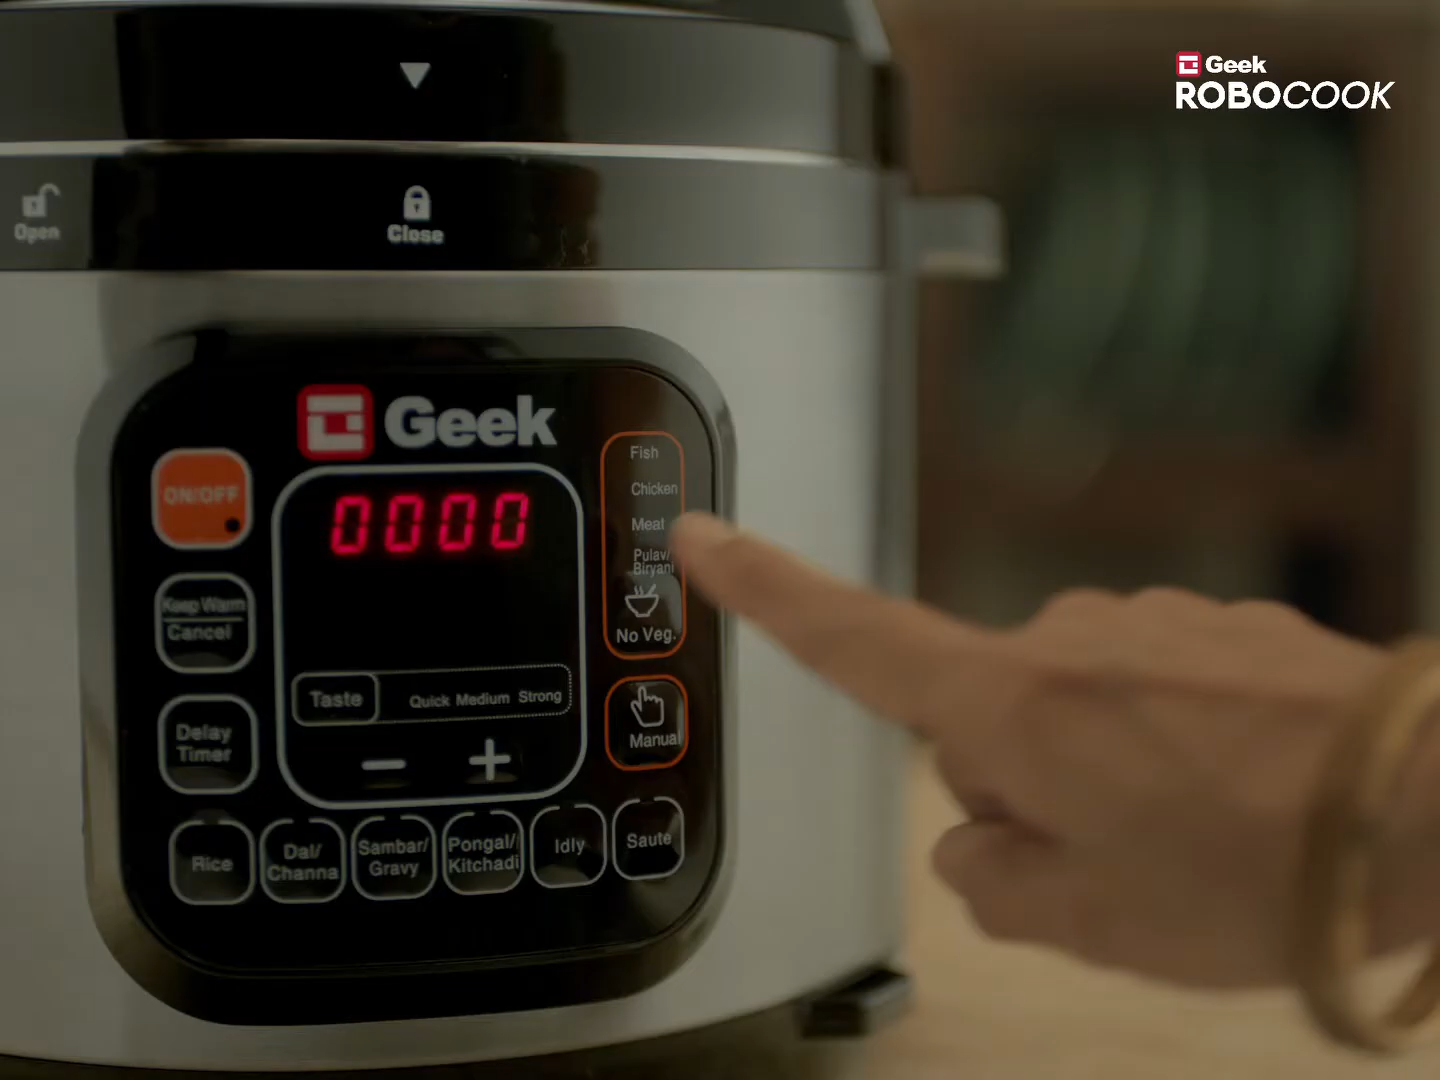 Geek
ROBOCOOK
Open
Close
Geek
ON/OFF
0000
Fish
Chicken
Meat
Pulav/
Biryani
No Veg.
Keep Warm
Cancel
Taste
Quick Medium Strong
Manual
Delay
Timer
Rice
Dal/
Channa
Sambar/
Gravy
Pongal/
Kitchadi
Idly
Saute